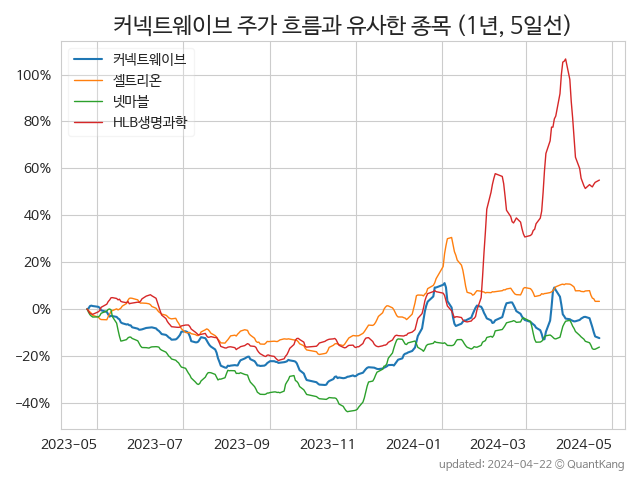 커넥트웨이브 주가 흐름과 유사한 종목 (1년, 5일선)
커넥트웨이브
셀트리온
넷마블
HLB생명과학
100%
80%
60%
40%
20%
0%
−20%
−40%
2023-05 2023-07 2023-09 2023-11 2024-01 2024-03 2024-05
updated: 2024-04-22 © QuantKang